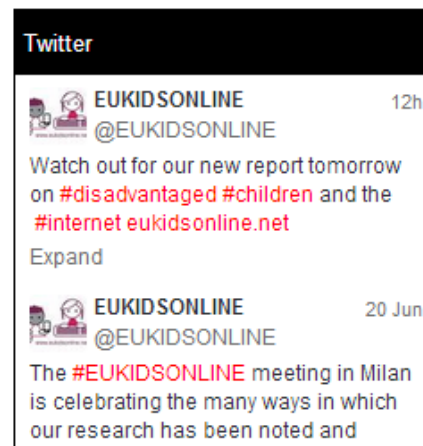 Twitter
EUKIDSONLINE 12h
@EUKIDSONLINE
Watch out for our new report tomorrow
on #disadvantaged #children and the
#internet eukidsonline.net
Expand
EUKIDSONLINE 20 Jun
@EUKIDSONLINE
The #EUKIDSONLINE meeting in Milan
is celebrating the many ways in which
our research has been noted and